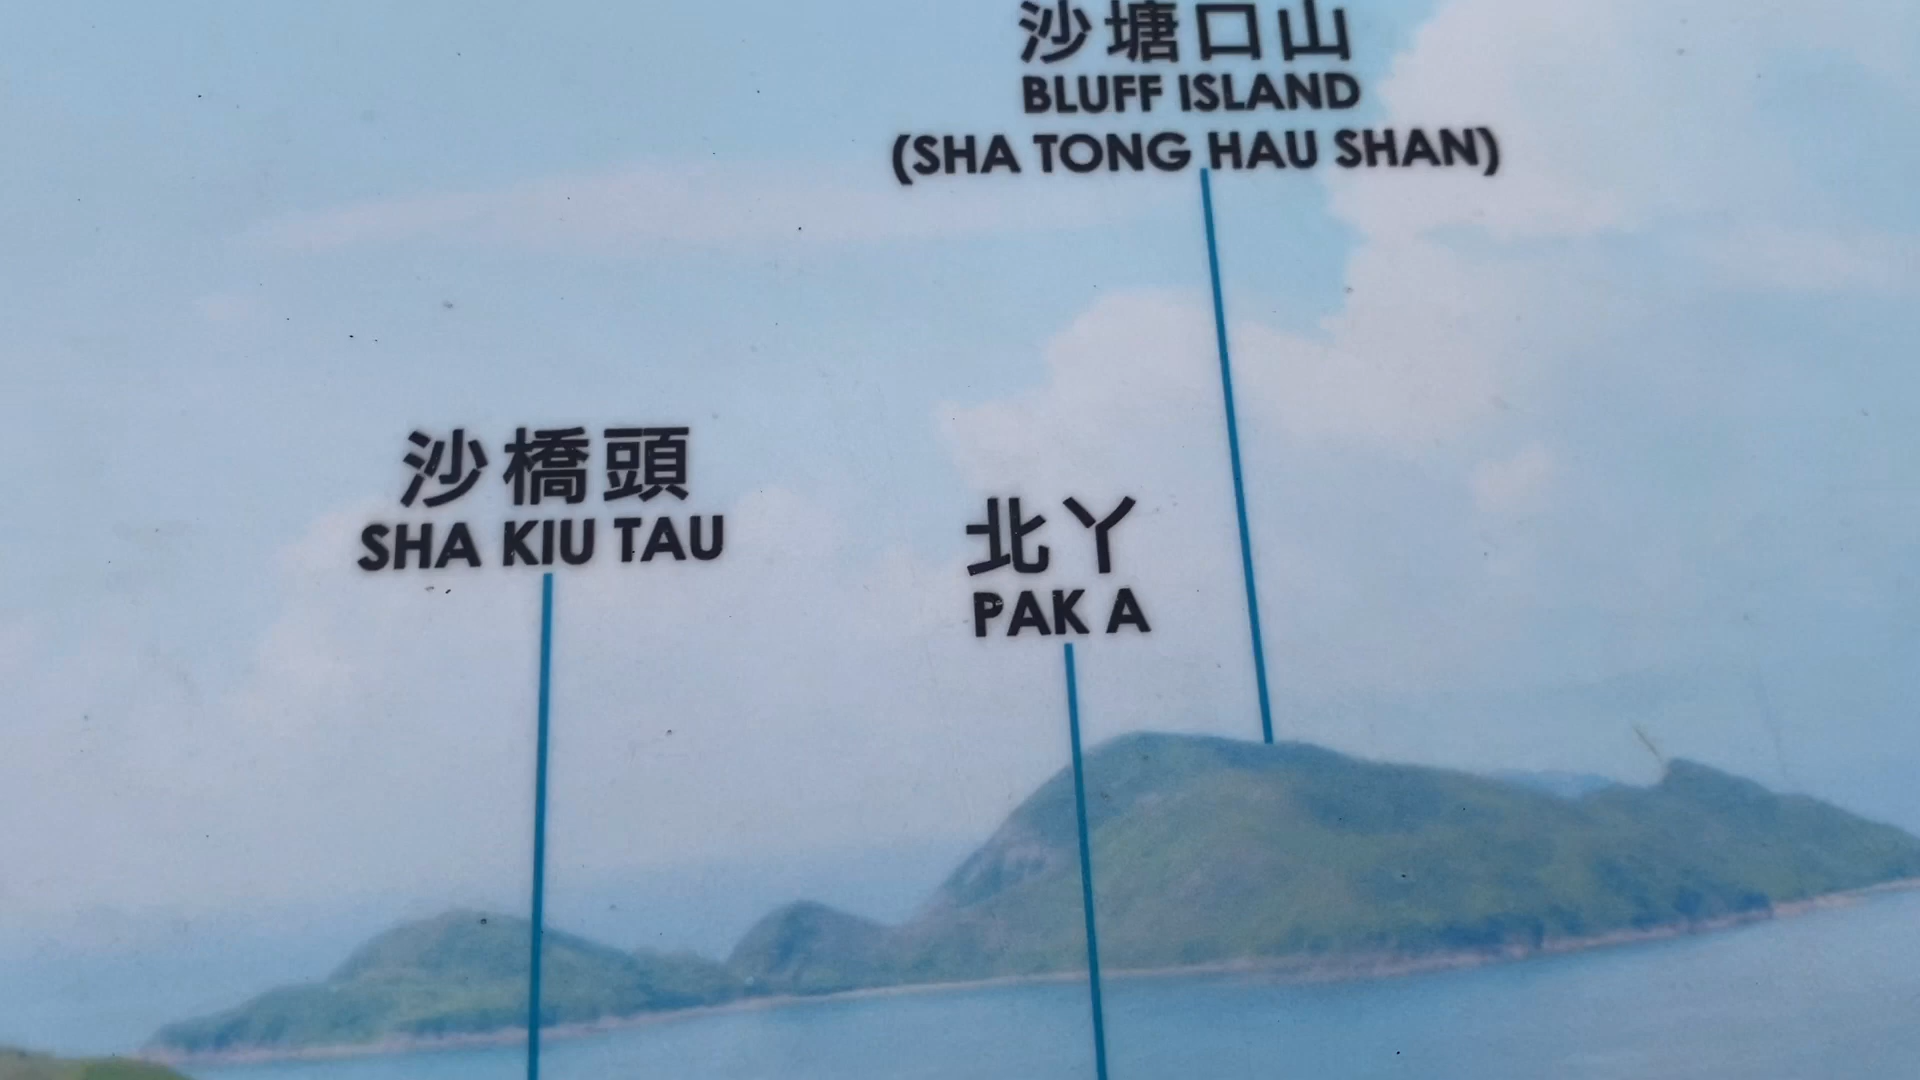 沙塘口山
BLUFF ISLAND
(SHA TONG HAU SHAN)
沙橋頭
SHA KIU TAU
北丫
PAK A